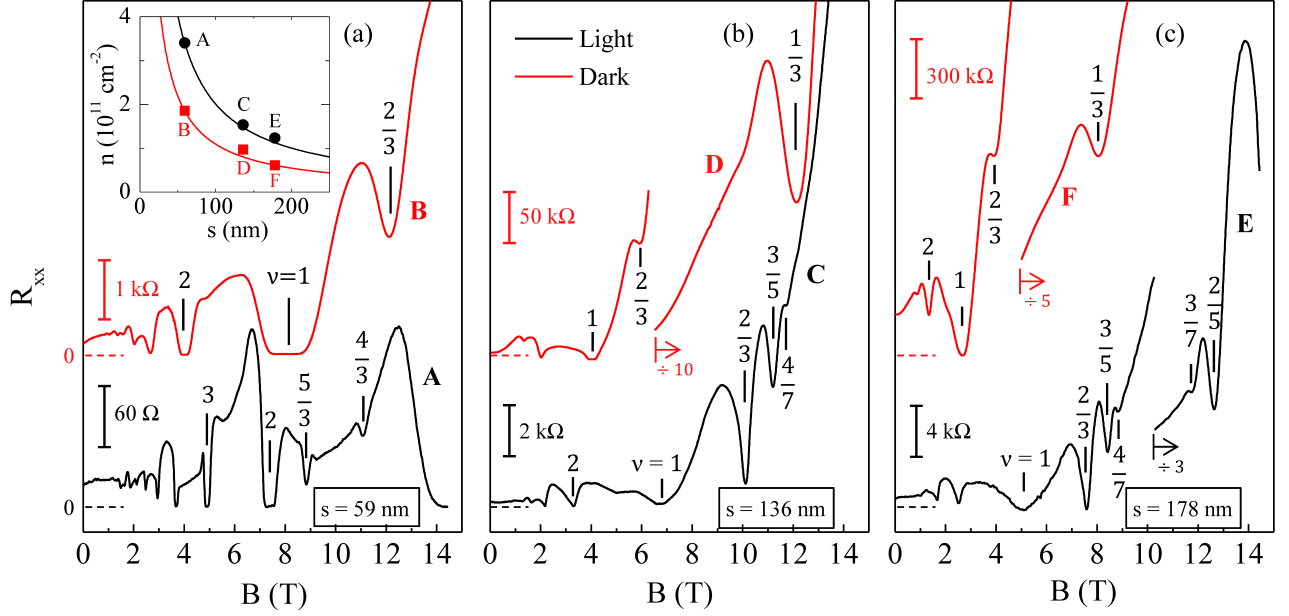 R_xx
(a)
4
2
0
n (10^11 cm^-2)
0 100 200
s (nm)
A
B
C
D
E
F
1 kΩ
0
2
ν=1
2/3
B
60 Ω
0
3
2
5/3
4/3
A
s = 59 nm
0 2 4 6 8 10 12 14
B (T)
(b)
Light
Dark
50 kΩ
1
2/3
÷ 10
D
1/3
2 kΩ
2
ν = 1
2/3
3/5
4/7
C
s = 136 nm
0 2 4 6 8 10 12 14
B (T)
(c)
300 kΩ
2
1
2/3
÷ 5
F
1/3
4 kΩ
ν = 1
2/3
3/5
4/7
÷ 3
3/7
2/5
E
s = 178 nm
0 2 4 6 8 10 12 14
B (T)